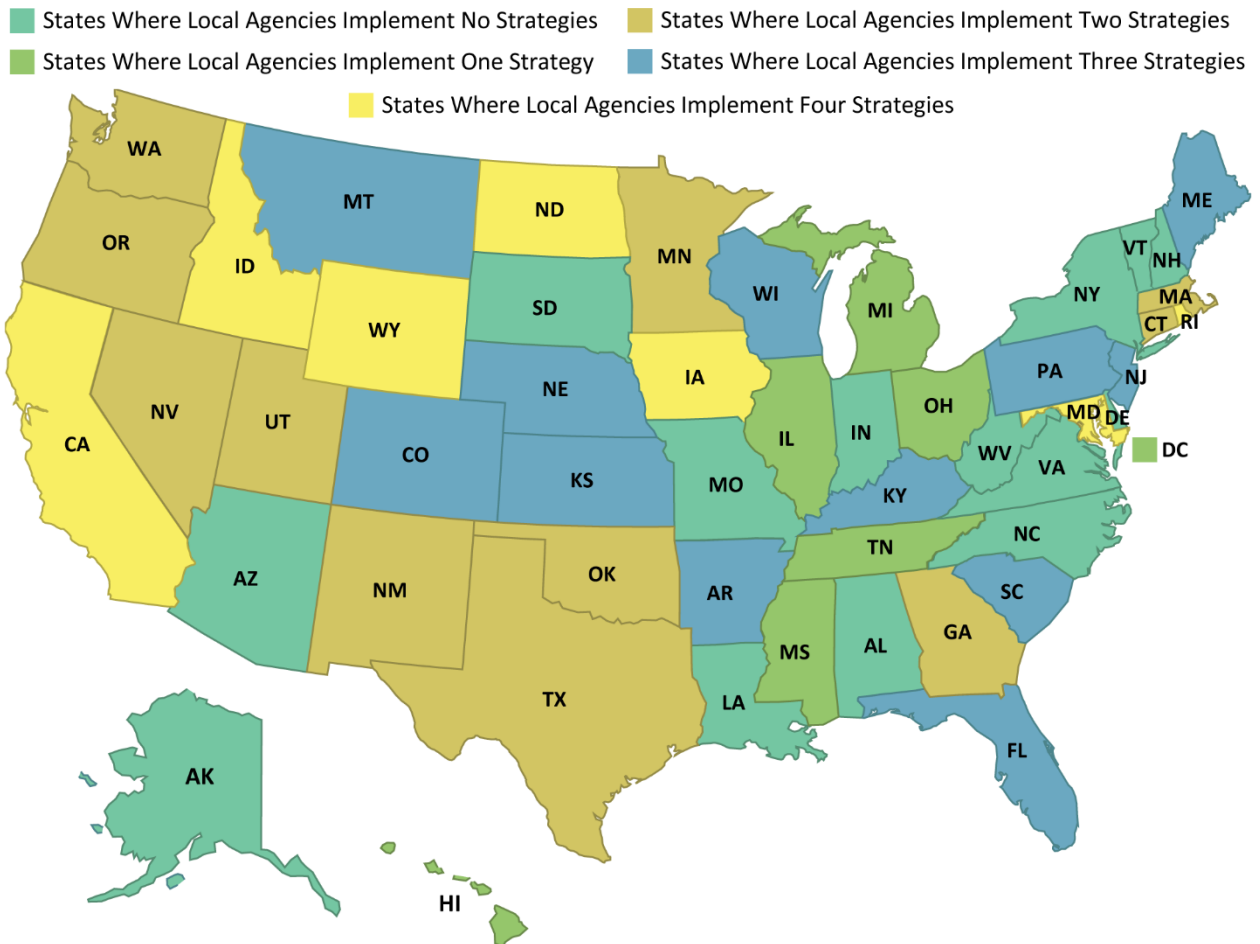 States Where Local Agencies Implement No Strategies
States Where Local Agencies Implement Two Strategies
States Where Local Agencies Implement One Strategy
States Where Local Agencies Implement Three Strategies
States Where Local Agencies Implement Four Strategies
WA
MT
ND
MN
ME
VT
NH
OR
ID
SD
WI
MI
NY
MA
WY
CT
RI
IA
PA
NJ
NE
NV
UT
OH
MD
DE
CA
CO
IL
IN
WV
DC
KS
MO
VA
KY
NC
TN
AZ
NM
OK
AR
SC
GA
MS
AL
TX
LA
FL
AK
HI